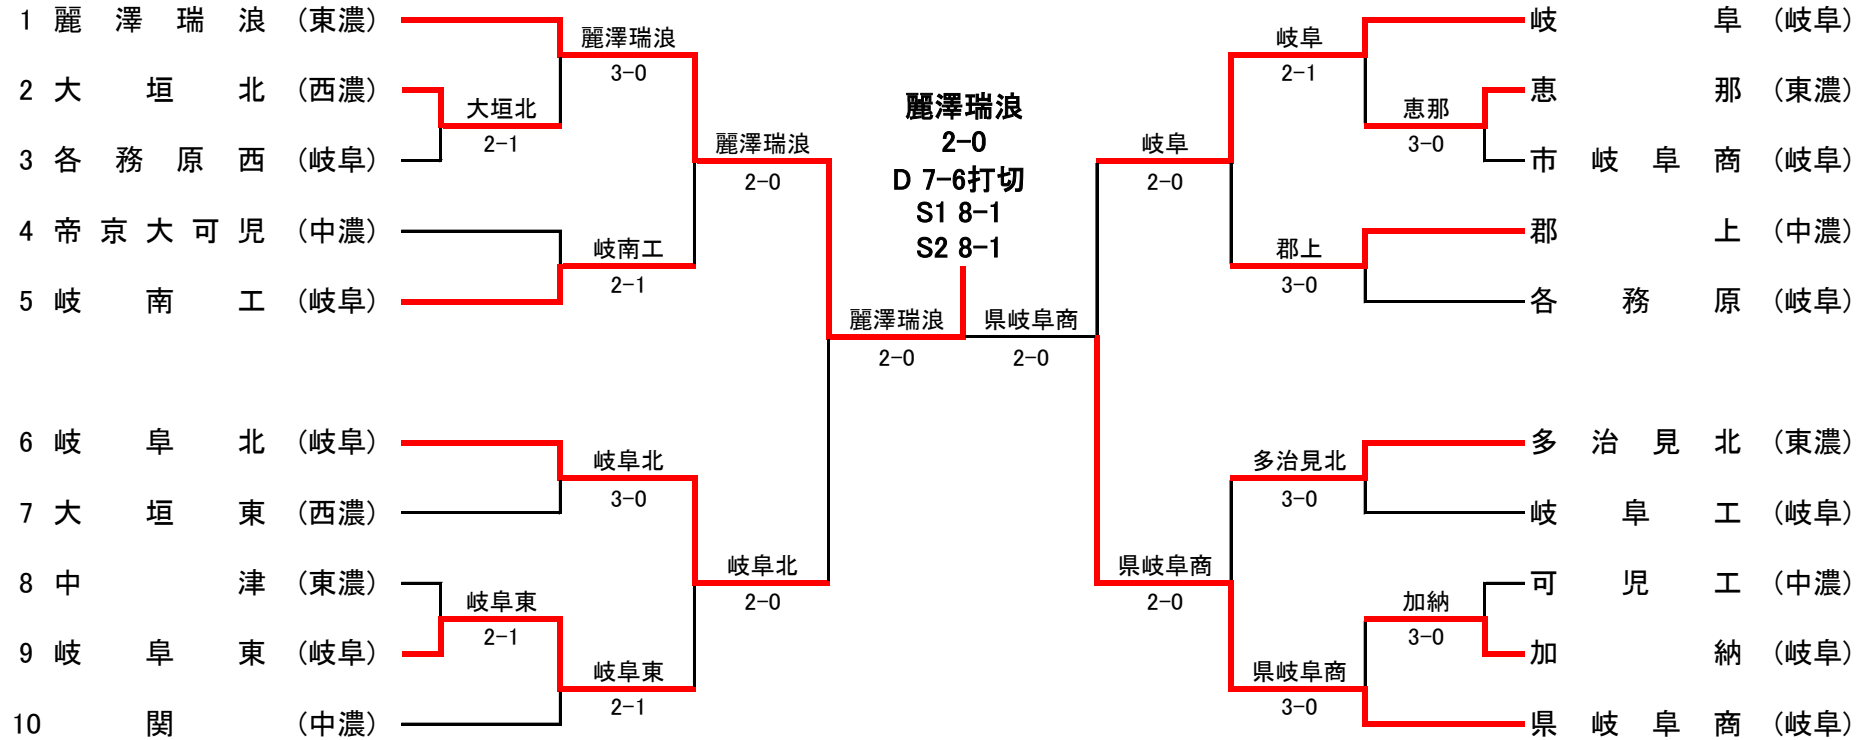 1 麗澤瑞浪 (東濃)
2 大垣北 (西濃)
3 各務原西 (岐阜)
4 帝京大可児 (中濃)
5 岐南工 (岐阜)
6 岐阜北 (岐阜)
7 大垣東 (西濃)
8 中津 (東濃)
9 岐阜東 (岐阜)
10 関 (中濃)
大垣北
2-1
岐阜東
2-1
麗澤瑞浪
3-0
岐南工
2-1
岐阜北
3-0
岐阜東
2-1
麗澤瑞浪
2-0
岐阜北
2-0
麗澤瑞浪
2-0
麗澤瑞浪
2-0
D 7-6打切
S1 8-1
S2 8-1
県岐阜商
2-0
岐阜
2-0
県岐阜商
2-0
岐阜
2-1
郡上
3-0
多治見北
3-0
県岐阜商
3-0
恵那
3-0
加納
3-0
岐阜 (岐阜)
恵那 (東濃)
市岐阜商 (岐阜)
郡上 (中濃)
各務原 (岐阜)
多治見北 (東濃)
岐阜工 (岐阜)
可児工 (中濃)
加納 (岐阜)
県岐阜商 (岐阜)